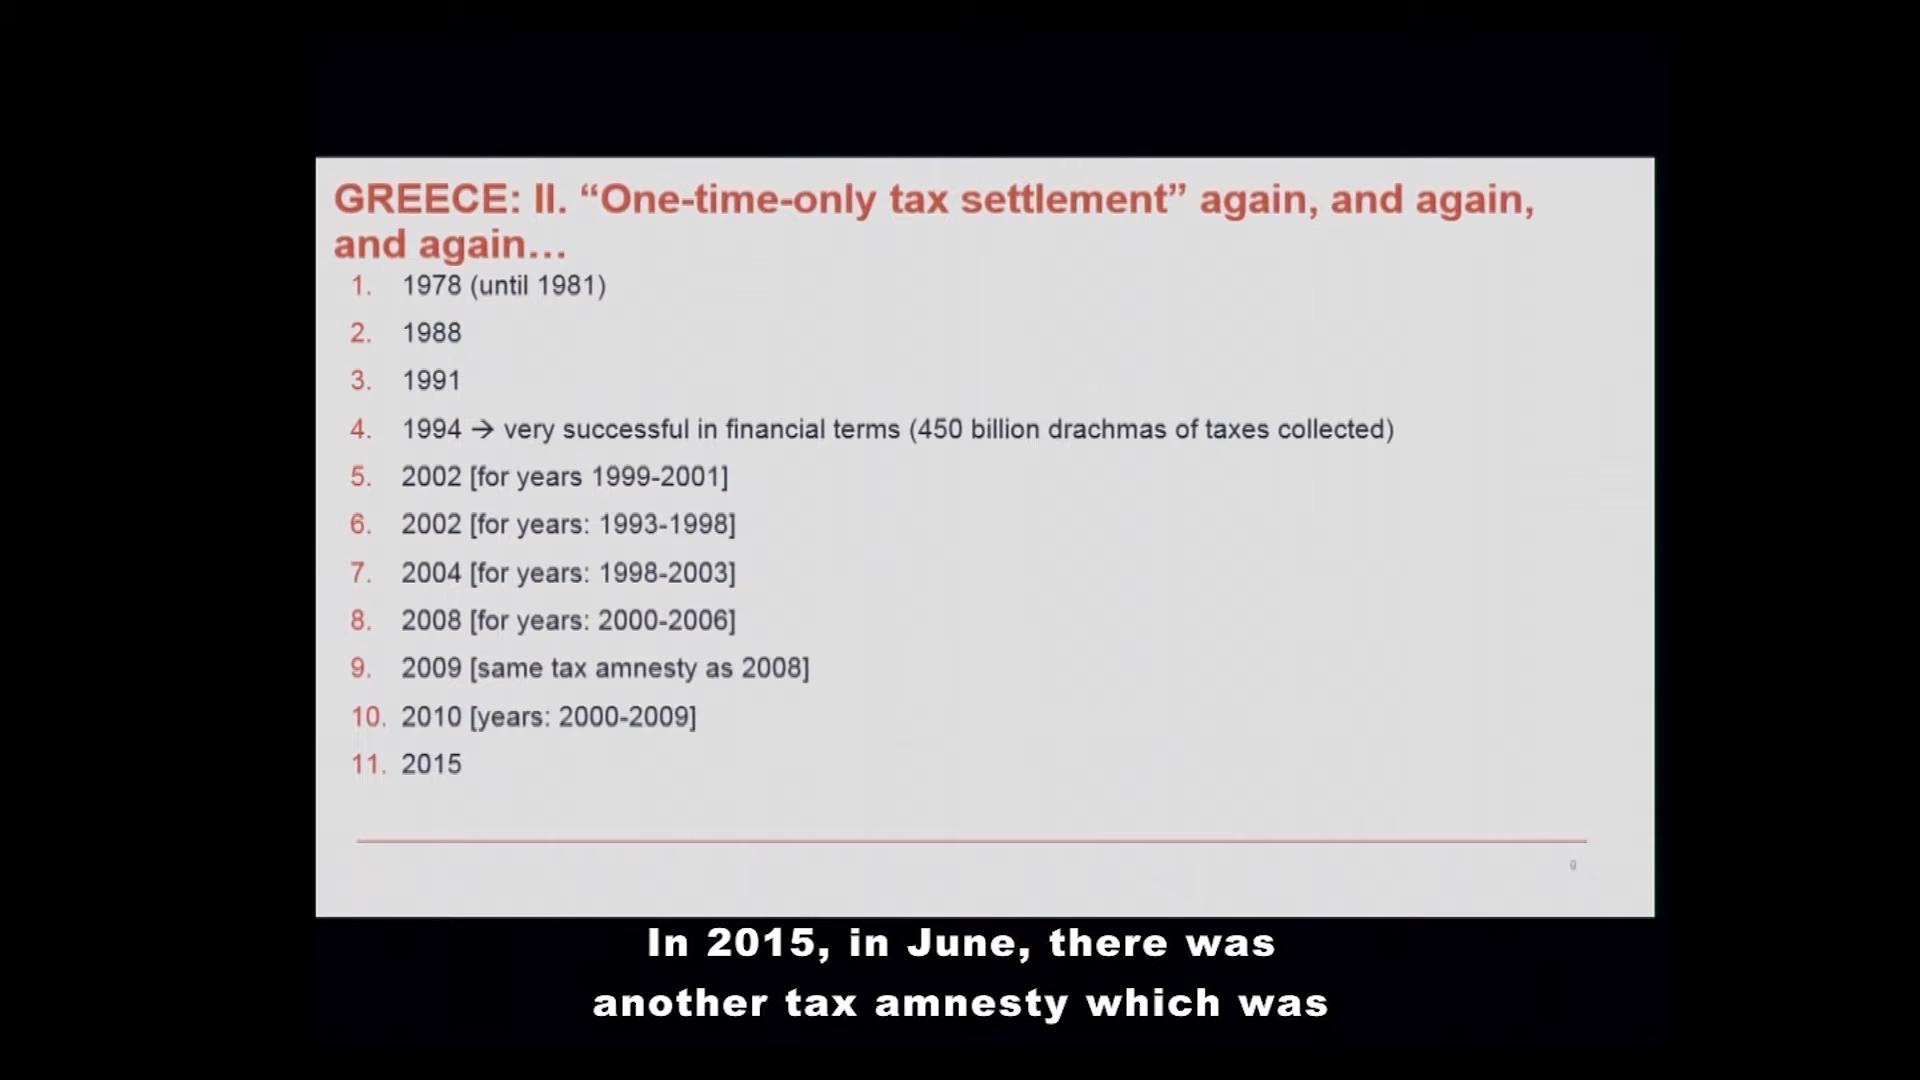 GREECE: II. “One-time-only tax settlement” again, and again,
and again…
1. 1978 (until 1981)
2. 1988
3. 1991
4. 1994 → very successful in financial terms (450 billion drachmas of taxes collected)
5. 2002 [for years 1999-2001]
6. 2002 [for years: 1993-1998]
7. 2004 [for years: 1998-2003]
8. 2008 [for years: 2000-2006]
9. 2009 [same tax amnesty as 2008]
10. 2010 [years: 2000-2009]
11. 2015
In 2015, in June, there was
another tax amnesty which was